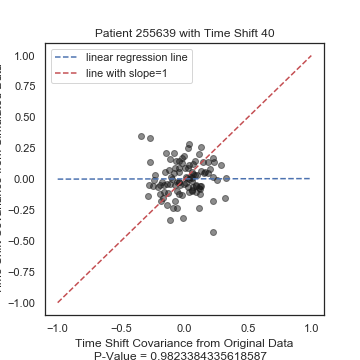 Patient 255639 with Time Shift 40
linear regression line
line with slope=1
1.00
0.75
0.50
0.25
0.00
−0.25
−0.50
−0.75
−1.00
−1.0
−0.5
0.0
0.5
1.0
Time Shift Covariance from Original Data
P-Value = 0.9823384335618587